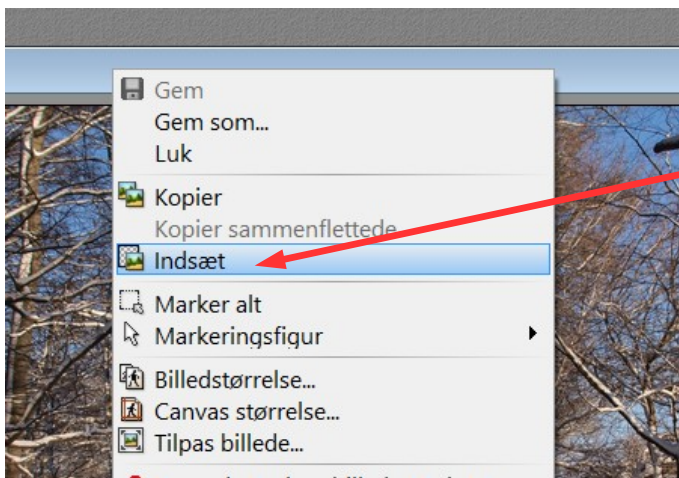 Gem
Gem som...
Luk
Kopier
Kopier sammenflettede
Indsæt
Marker alt
Markeringsfigur
Billedstørrelse...
Canvas størrelse...
Tilpas billede...